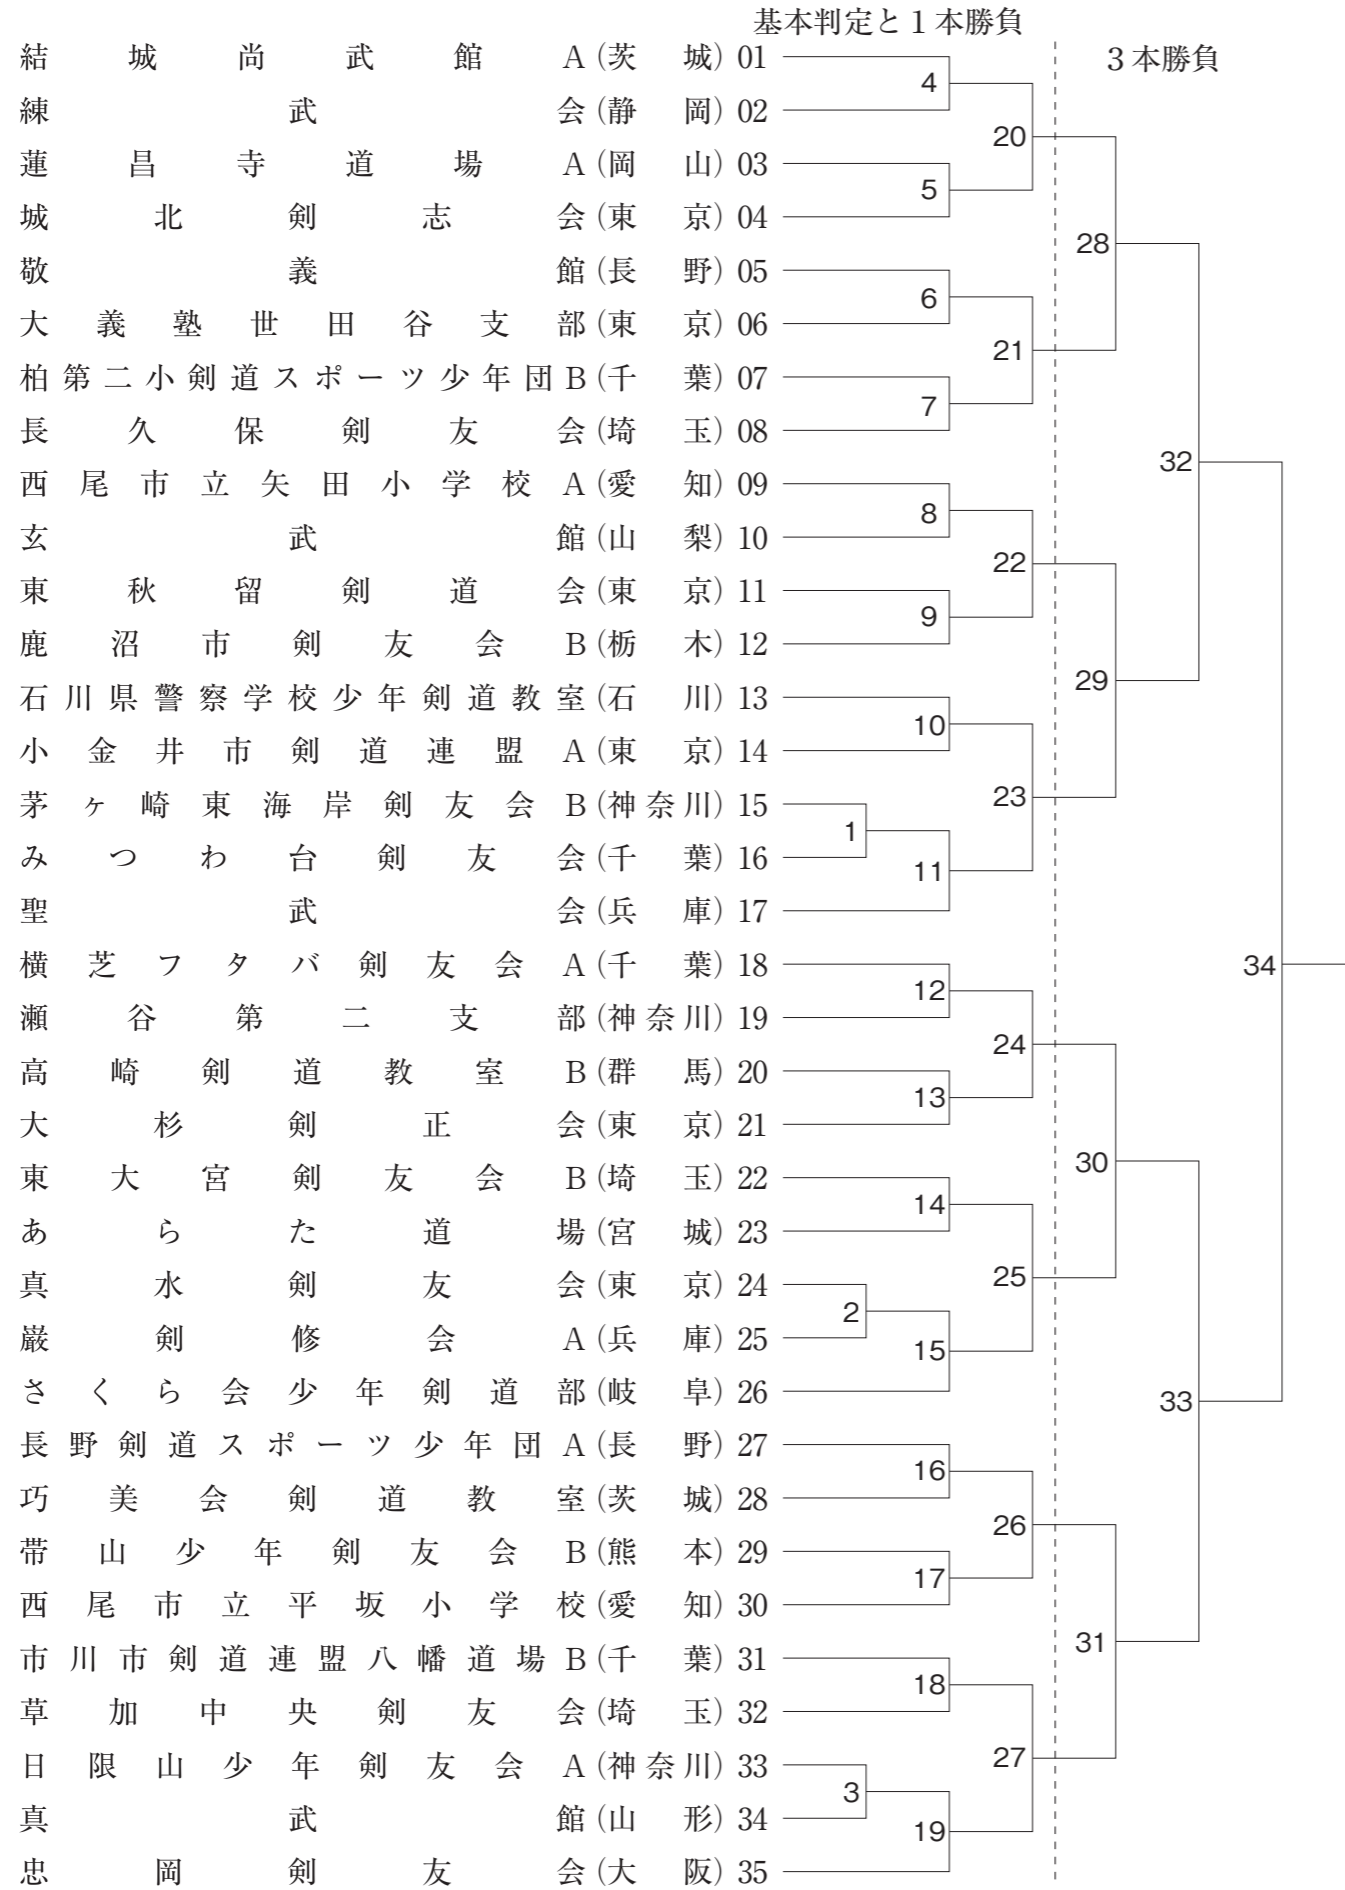 基本判定と1本勝負
3本勝負
結城尚武館A(茨城)01
練武会(静岡)02
蓮昌寺道場A(岡山)03
城北剣志会(東京)04
敬義館(長野)05
大義塾世田谷支部(東京)06
柏第二小剣道スポーツ少年団B(千葉)07
長久保剣友会(埼玉)08
西尾市立矢田小学校A(愛知)09
玄武館(山梨)10
東秋留剣道会(東京)11
鹿沼市剣友会B(栃木)12
石川県警察学校少年剣道教室(石川)13
小金井市剣道連盟A(東京)14
茅ヶ崎東海岸剣友会B(神奈川)15
みつわ台剣友会(千葉)16
聖武会(兵庫)17
横芝フタバ剣友会A(千葉)18
瀬谷第二支部(神奈川)19
高崎剣道教室B(群馬)20
大杉剣正会(東京)21
東大宮剣友会B(埼玉)22
あらた道場(宮城)23
真水剣友会(東京)24
厳剣修会A(兵庫)25
さくら会少年剣道部(岐阜)26
長野剣道スポーツ少年団A(長野)27
巧美会剣道教室(茨城)28
帯山少年剣友会B(熊本)29
西尾市立平坂小学校(愛知)30
市川市剣道連盟八幡道場B(千葉)31
草加中央剣友会(埼玉)32
日限山少年剣友会A(神奈川)33
真武館(山形)34
忠岡剣友会(大阪)35
1
2
3
4
5
6
7
8
9
10
11
12
13
14
15
16
17
18
19
20
21
22
23
24
25
26
27
28
29
30
31
32
33
34